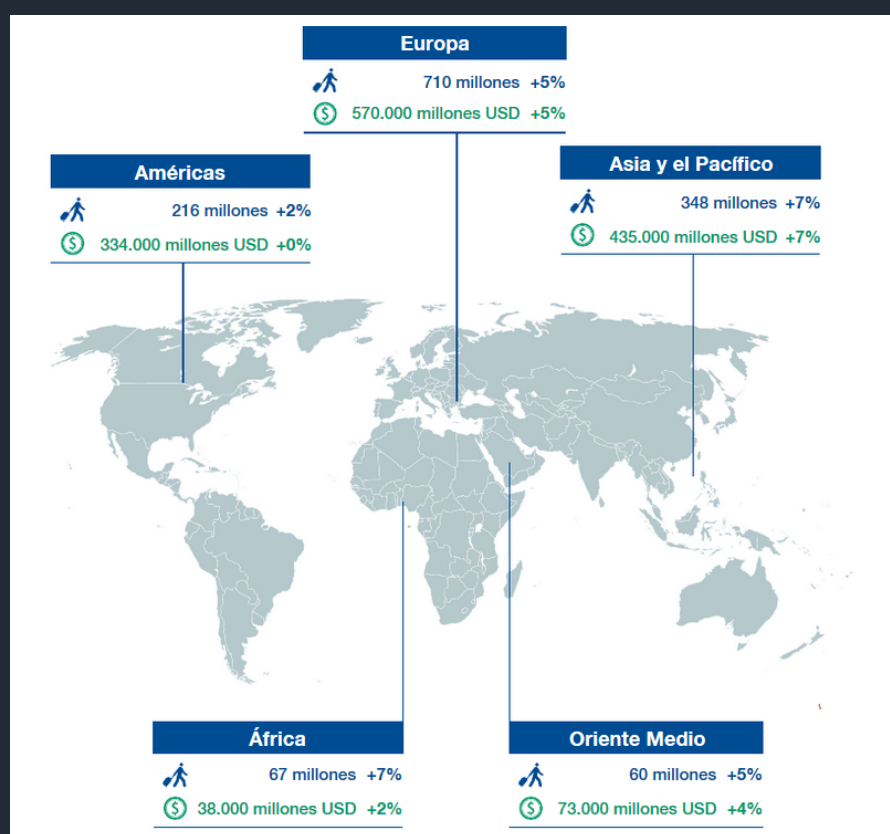 Europa
710 millones +5%
570.000 millones USD +5%
Américas
216 millones +2%
334.000 millones USD +0%
Asia y el Pacífico
348 millones +7%
435.000 millones USD +7%
África
67 millones +7%
38.000 millones USD +2%
Oriente Medio
60 millones +5%
73.000 millones USD +4%